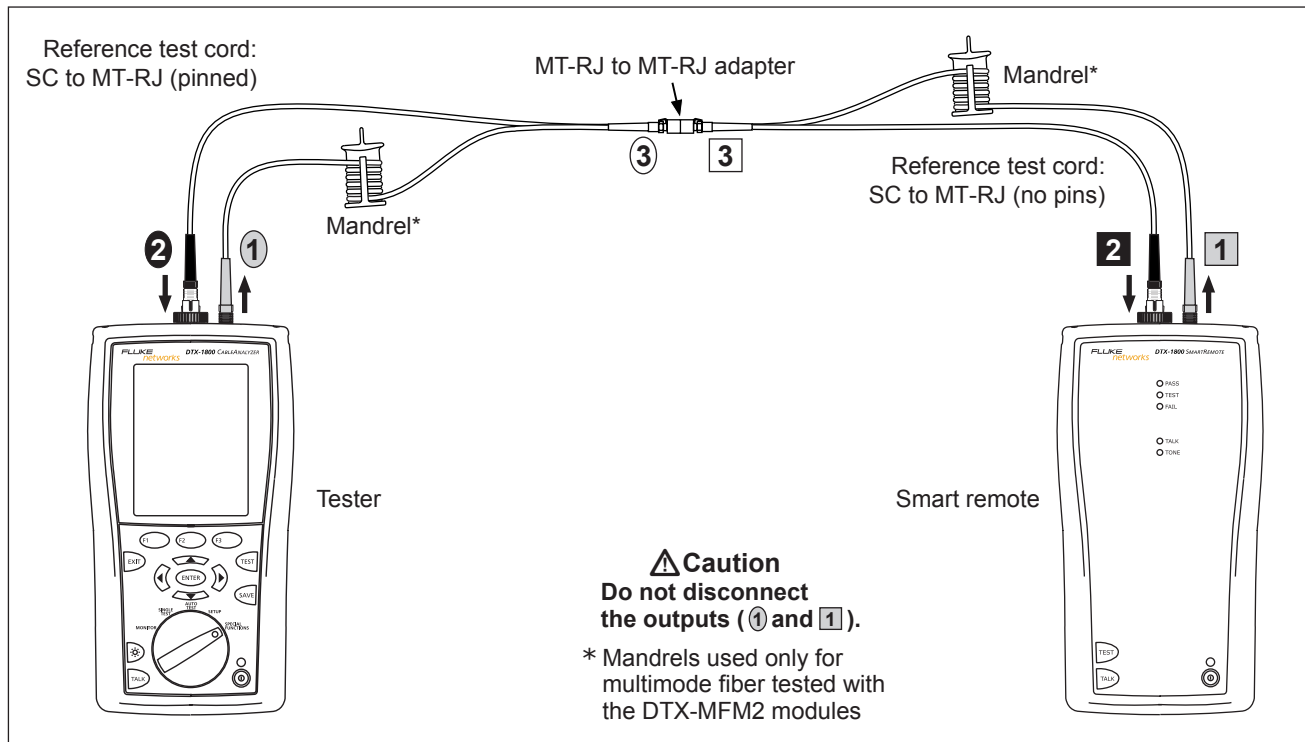 Reference test cord:
SC to MT-RJ (pinned)
MT-RJ to MT-RJ adapter
Mandrel*
Mandrel*
3
3
Reference test cord:
SC to MT-RJ (no pins)
2
1
2
1
FLUKE
networks
DTX-1800 CABLEANALYZER
FLUKE
networks
DTX-1800 SMARTREMOTE
PASS
TEST
FAIL
TALK
TONE
Tester
Smart remote
F1
F2
F3
EXIT
TEST
ENTER
SAVE
MONITOR
SINGLE
TEST
AUTO
TEST
SETUP
SPECIAL
FUNCTIONS
TALK
TEST
TALK
⚠ Caution
Do not disconnect
the outputs ( 1 and 1 ).
* Mandrels used only for
multimode fiber tested with
the DTX-MFM2 modules